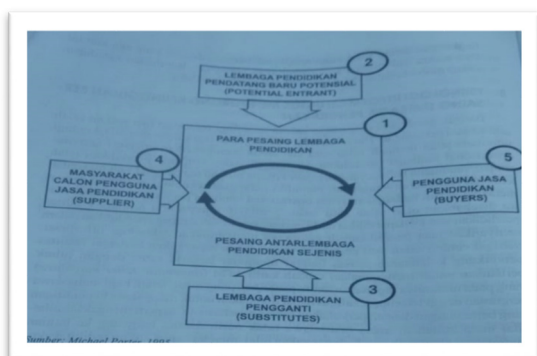 2
LEMBAGA PENDIDIKAN
PENDATANG BARU POTENSIAL
(POTENTIAL ENTRANT)
1
PARA PESAING LEMBAGA
PENDIDIKAN
4
MASYARAKAT
CALON PENGGUNA
JASA PENDIDIKAN
(SUPPLIER)
5
PENGGUNA JASA
PENDIDIKAN
(BUYERS)
PESAING ANTARLEMBAGA
PENDIDIKAN SEJENIS
3
LEMBAGA PENDIDIKAN
PENGGANTI
(SUBSTITUTES)
Sumber: Michael Porter, 1994